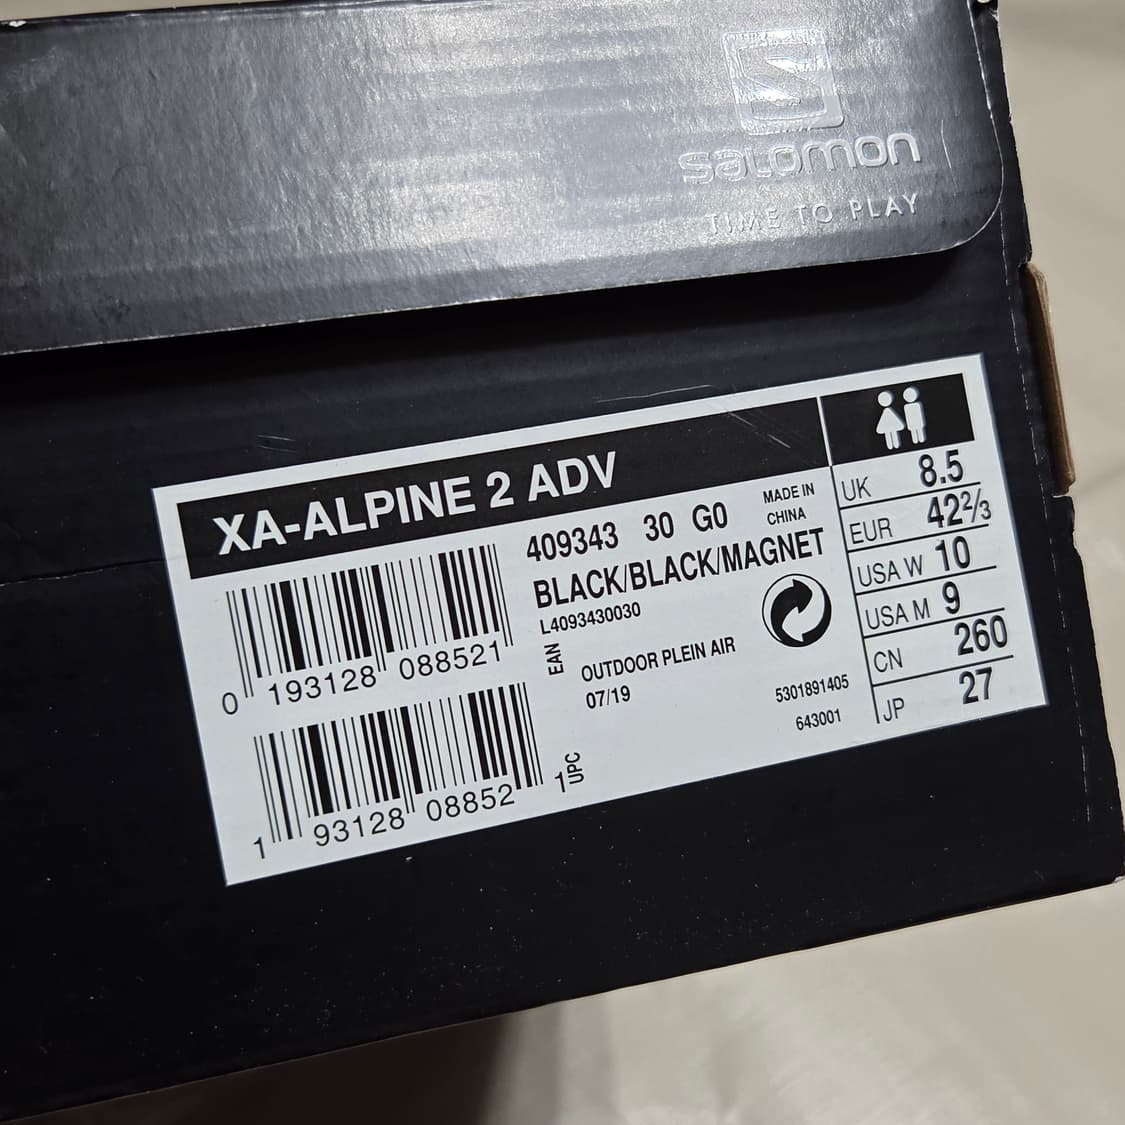 salomon
TIME TO PLAY
XA-ALPINE 2 ADV
409343 30 G0
MADE IN
CHINA
BLACK/BLACK/MAGNET
L4093430030
EAN
OUTDOOR PLEIN AIR
07/19
5301891405
643001
0 193128 088521
1 93128 08852 1
UPC
UK 8.5
EUR 42⅔
USA W 10
USA M 9
CN 260
JP 27